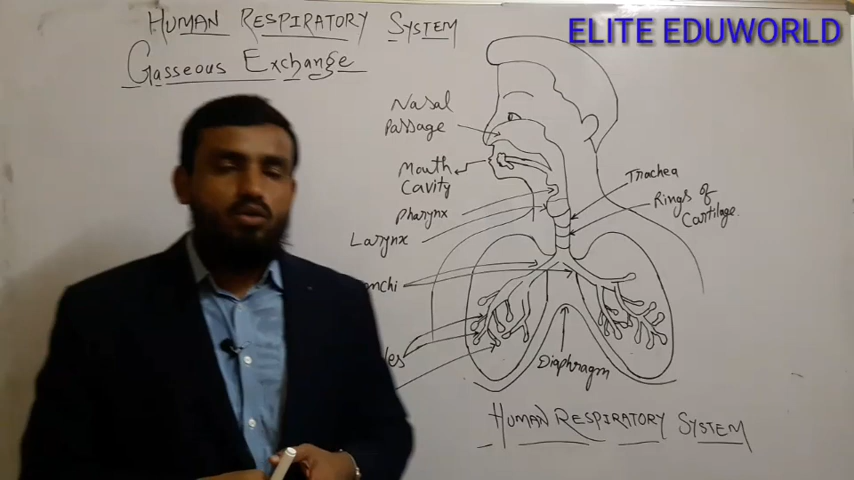 HUMAN RESPIRATORY SYSTEM
ELITE EDUWORLD
Gasseous Exchange
Nasal
Passage
Mouth
Cavity
Pharynx
Larynx
Trachea
Rings of
Cartilage
Diaphragm
HUMAN RESPIRATORY SYSTEM